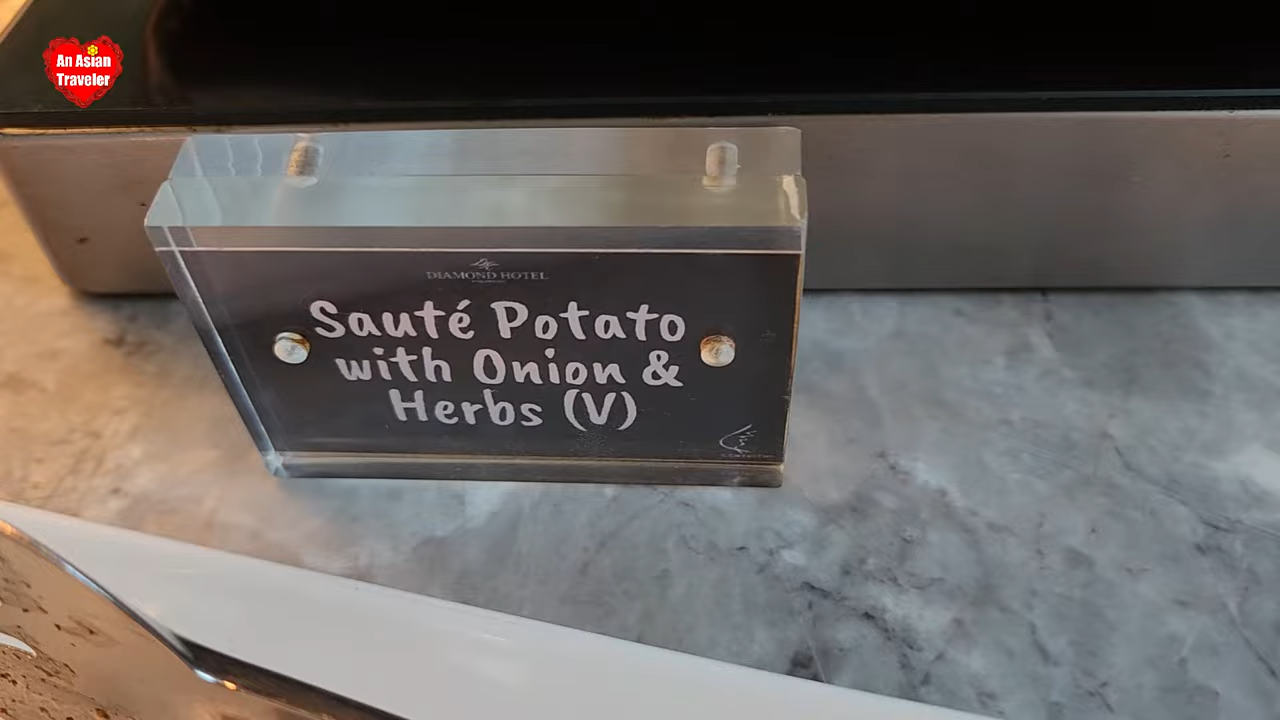 An Asian
Traveler
DIAMOND HOTEL
Sauté Potato
with Onion &
Herbs (V)